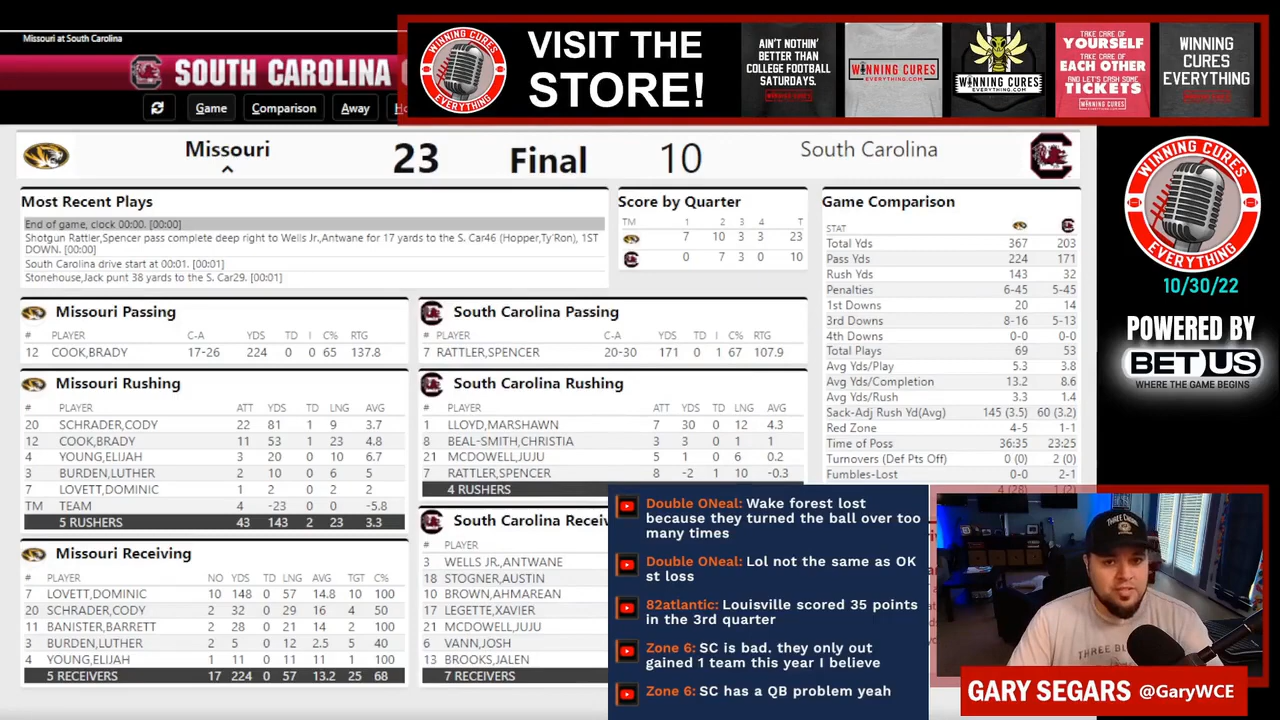 Missouri at South Carolina
SOUTH CAROLINA
Game
Comparison
Away
WINNING CURES
EVERYTHING
VISIT THE
STORE!
AIN'T NOTHIN'
BETTER THAN
COLLEGE FOOTBALL
SATURDAYS.
WINNING CURES
WINNING CURES
EVERYTHING.COM
TAKE CARE OF
YOURSELF
TAKE CARE OF
EACH OTHER
AND LET'S CASH SOME
TICKETS
WINNING CURES
WINNING
CURES
EVERYTHING
Missouri
23
Final
10
South Carolina
Most Recent Plays
End of game, clock 00:00. [00:00]
Shotgun Rattler,Spencer pass complete deep right to Wells Jr.,Antwane for 17 yards to the S. Car46 (Hopper,Ty'Ron), 1ST
DOWN. [00:00]
South Carolina drive start at 00:01. [00:01]
Stonehouse,Jack punt 38 yards to the S. Car29. [00:01]
Score by Quarter
TM 1 2 3 4 T
7 10 3 3 23
0 7 3 0 10
Game Comparison
STAT
Total Yds 367 203
Pass Yds 224 171
Rush Yds 143 32
Penalties 6-45 5-45
1st Downs 20 14
3rd Downs 8-16 5-13
4th Downs 0-0 0-0
Total Plays 69 53
Avg Yds/Play 5.3 3.8
Avg Yds/Completion 13.2 8.6
Avg Yds/Rush 3.3 1.4
Sack-Adj Rush Yd(Avg) 145 (3.5) 60 (3.2)
Red Zone 4-5 1-1
Time of Poss 36:35 23:25
Turnovers (Def Pts Off) 0 (0) 2 (0)
Fumbles-Lost 0-0 2-1
Missouri Passing
# PLAYER C-A YDS TD I C% RTG
12 COOK,BRADY 17-26 224 0 0 65 137.8
South Carolina Passing
# PLAYER C-A YDS TD I C% RTG
7 RATTLER,SPENCER 20-30 171 0 1 67 107.9
Missouri Rushing
# PLAYER ATT YDS TD LNG AVG
20 SCHRADER,CODY 22 81 1 9 3.7
12 COOK,BRADY 11 53 1 23 4.8
4 YOUNG,ELIJAH 3 20 0 10 6.7
3 BURDEN,LUTHER 2 10 0 6 5
7 LOVETT,DOMINIC 1 2 0 2 2
TM TEAM 4 -23 0 0 -5.8
5 RUSHERS 43 143 2 23 3.3
South Carolina Rushing
# PLAYER ATT YDS TD LNG AVG
1 LLOYD,MARSHAWN 7 30 0 12 4.3
8 BEAL-SMITH,CHRISTIA 3 3 0 1 1
21 MCDOWELL,JUJU 5 1 0 6 0.2
7 RATTLER,SPENCER 8 -2 1 10 -0.3
4 RUSHERS
Missouri Receiving
# PLAYER NO YDS TD LNG AVG TGT C%
7 LOVETT,DOMINIC 10 148 0 57 14.8 10 100
20 SCHRADER,CODY 2 32 0 29 16 4 50
11 BANISTER,BARRETT 2 28 0 21 14 2 100
3 BURDEN,LUTHER 2 5 0 12 2.5 5 40
4 YOUNG,ELIJAH 1 11 0 11 11 1 100
5 RECEIVERS 17 224 0 57 13.2 25 68
South Carolina Receiv
# PLAYER
3 WELLS JR.,ANTWANE
18 STOGNER,AUSTIN
10 BROWN,AHMAREAN
17 LEGETTE,XAVIER
21 MCDOWELL,JUJU
6 VANN,JOSH
13 BROOKS,JALEN
7 RECEIVERS
Double ONeal: Wake forest lost
because they turned the ball over too
many times
Double ONeal: Lol not the same as OK
st loss
82atlantic: Louisville scored 35 points
in the 3rd quarter
Zone 6: SC is bad. they only out
gained 1 team this year I believe
Zone 6: SC has a QB problem yeah
WINNING CURES
EVERYTHING
10/30/22
POWERED BY
BETUS
WHERE THE GAME BEGINS
GARY SEGARS @GaryWCE